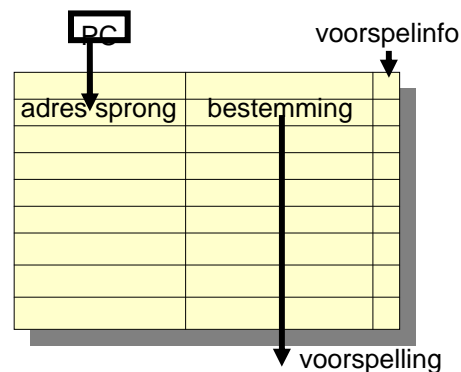 PC
voorspelinfo
adres sprong
bestemming
voorspelling